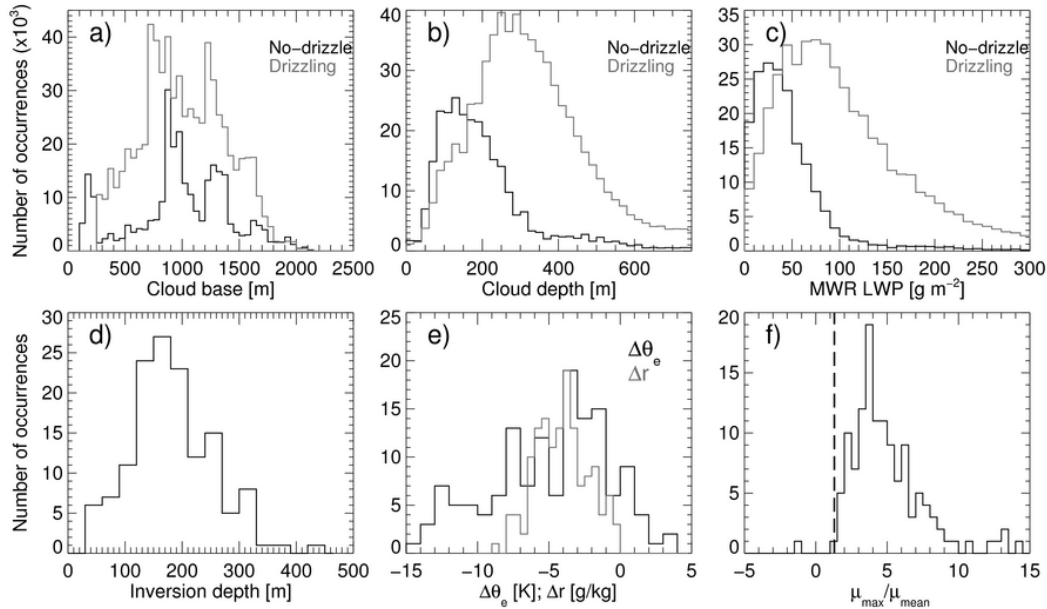 Number of occurrences (x10³)
40
30
20
10
0
a)
No-drizzle
Drizzling
0 500 1000 1500 2000 2500
Cloud base [m]
40
30
20
10
0
b)
No-drizzle
Drizzling
0 200 400 600
Cloud depth [m]
35
30
25
20
15
10
5
0
c)
No-drizzle
Drizzling
0 50 100 150 200 250 300
MWR LWP [g m⁻²]
Number of occurrences
30
25
20
15
10
5
0
d)
0 100 200 300 400 500
Inversion depth [m]
25
20
15
10
5
0
e)
Δθₑ
Δr
−15 −10 −5 0 5
Δθₑ [K]; Δr [g/kg]
20
15
10
5
0
f)
−5 0 5 10 15
μmax/μmean